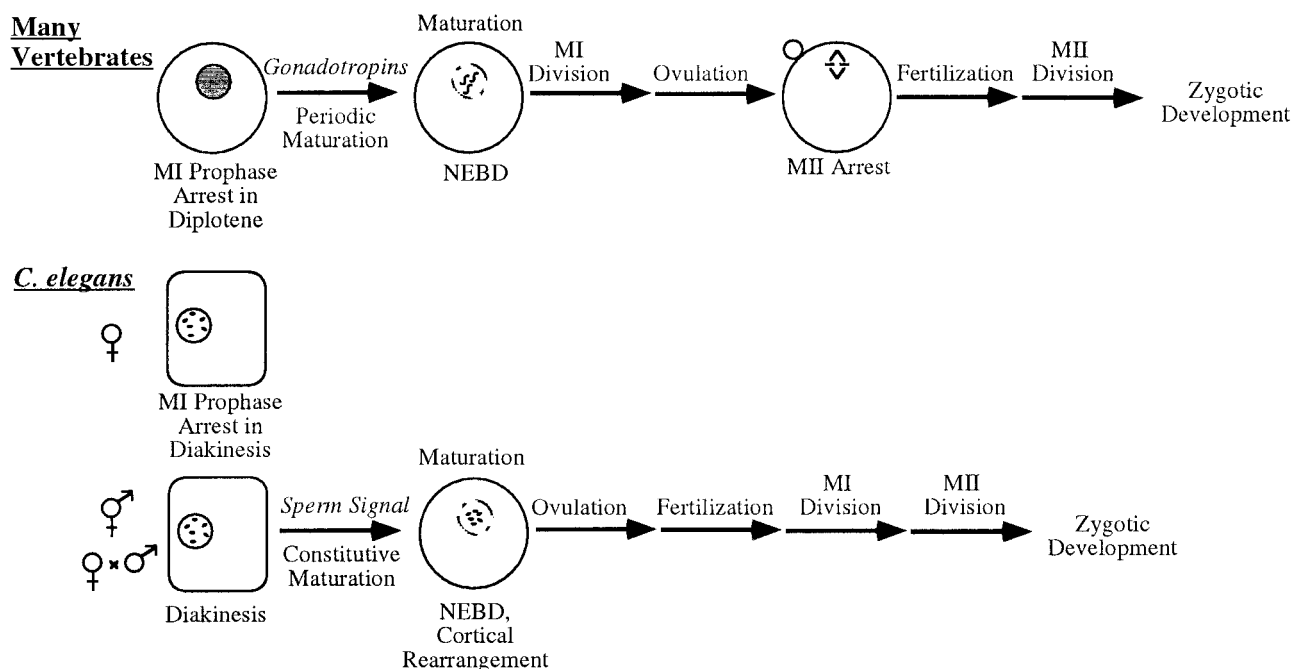 Many
Vertebrates
MI Prophase
Arrest in
Diplotene
Gonadotropins
Periodic
Maturation
Maturation
NEBD
MI
Division
Ovulation
MII Arrest
Fertilization
MII
Division
Zygotic
Development
C. elegans
♀
MI Prophase
Arrest in
Diakinesis
⚥
♀ × ♂
Diakinesis
Sperm Signal
Constitutive
Maturation
Maturation
NEBD,
Cortical
Rearrangement
Ovulation
Fertilization
MI
Division
MII
Division
Zygotic
Development